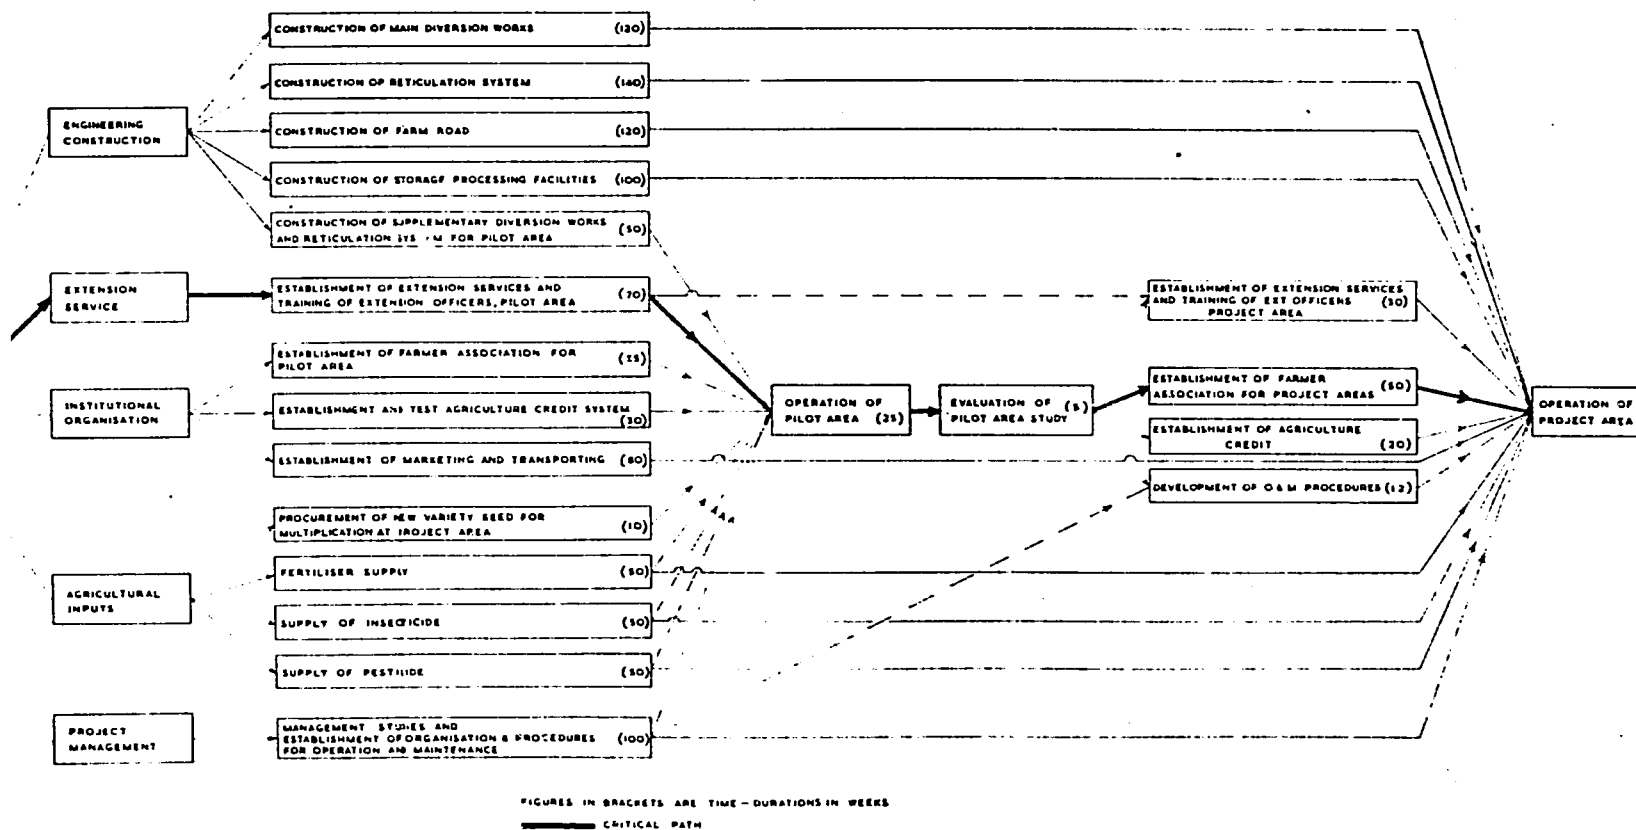 CONSTRUCTION OF MAIN DIVERSION WORKS (120)
CONSTRUCTION OF RETICULATION SYSTEM (140)
ENGINEERING
CONSTRUCTION
CONSTRUCTION OF FARM ROAD (120)
CONSTRUCTION OF STORAGE PROCESSING FACILITIES (100)
CONSTRUCTION OF SUPPLEMENTARY DIVERSION WORKS
AND RETICULATION SYS M FOR PILOT AREA (50)
EXTENSION
SERVICE
ESTABLISHMENT OF EXTENSION SERVICES AND
TRAINING OF EXTENSION OFFICERS, PILOT AREA (70)
ESTABLISHMENT OF EXTENSION SERVICES
AND TRAINING OF EXT OFFICERS (30)
PROJECT AREA
ESTABLISHMENT OF FARMER ASSOCIATION FOR (25)
PILOT AREA
INSTITUTIONAL
ORGANISATION
ESTABLISHMENT AND TEST AGRICULTURE CREDIT SYSTEM
(30)
OPERATION OF
PILOT AREA (35)
EVALUATION OF
PILOT AREA STUDY
ESTABLISHMENT OF FARMER
ASSOCIATION FOR PROJECT AREAS (50)
OPERATION OF
PROJECT AREA
ESTABLISHMENT OF AGRICULTURE
CREDIT (20)
ESTABLISHMENT OF MARKETING AND TRANSPORTING (80)
DEVELOPMENT OF O & M PROCEDURES (12)
PROCUREMENT OF NEW VARIETY SEED FOR
MULTIPLICATION AT PROJECT AREA (10)
AGRICULTURAL
INPUTS
FERTILISER SUPPLY (50)
SUPPLY OF INSECTICIDE (50)
SUPPLY OF PESTICIDE (50)
PROJECT
MANAGEMENT
MANAGEMENT STUDIES AND
ESTABLISHMENT OF ORGANISATION & PROCEDURES (100)
FOR OPERATION AND MAINTENANCE
FIGURES IN BRACKETS ARE TIME - DURATIONS IN WEEKS
CRITICAL PATH